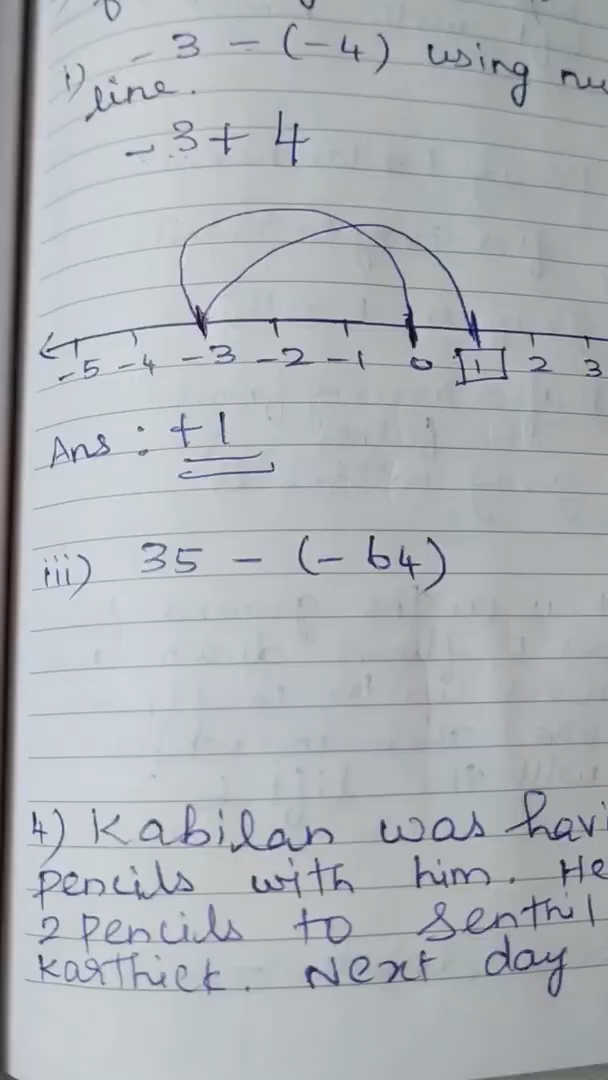 i) -3 - (-4) using
line.
-3 + 4
-5 -4 -3 -2 -1 0 1 2 3
Ans : +1
iii) 35 - (-64)
4) Kabilan was havi
pencils with him. He
2 pencils to Senthil
Karthick. Next day